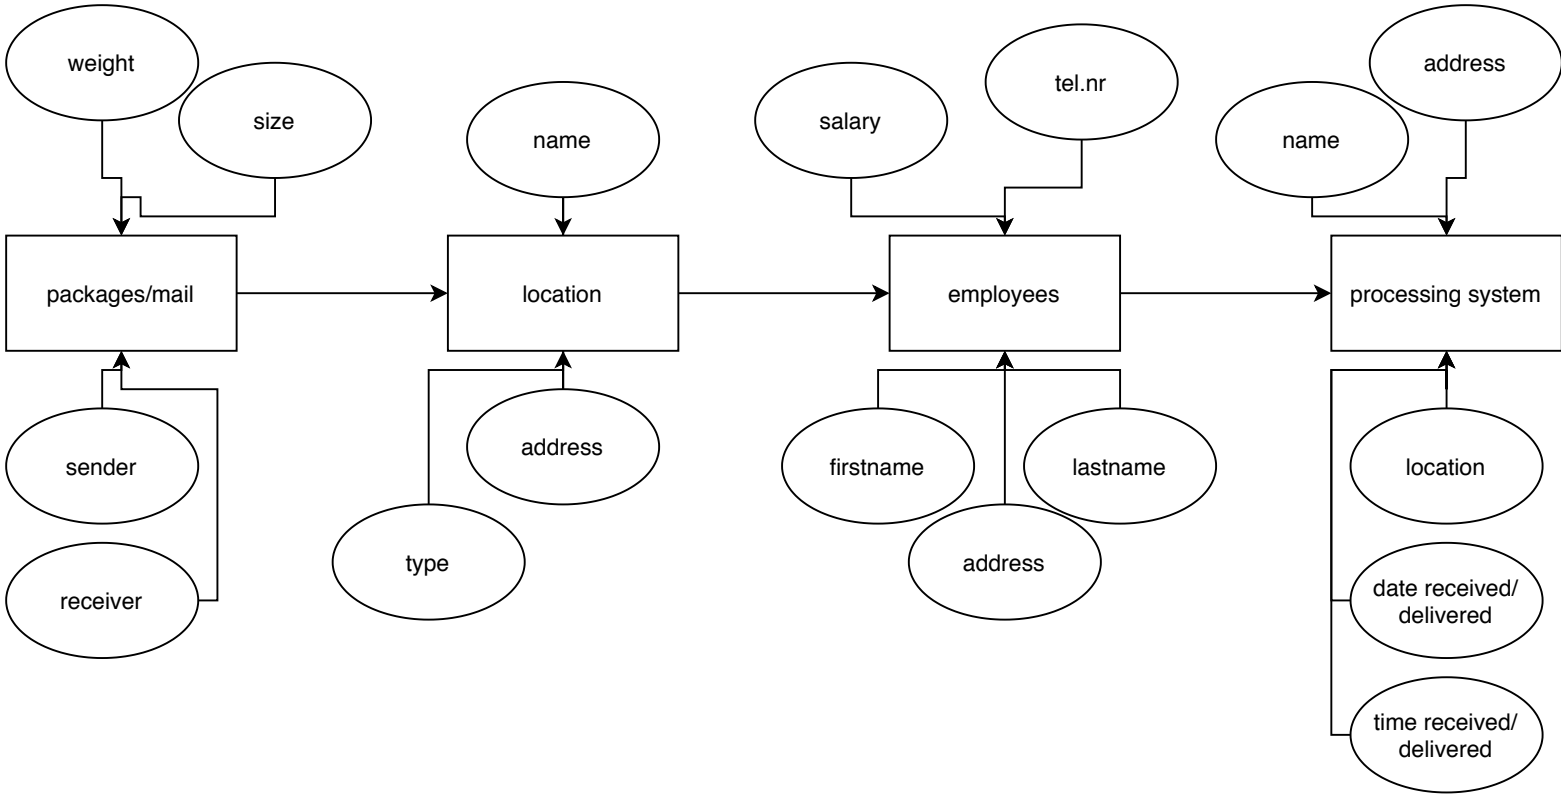 weight
size
name
salary
tel.nr
name
address
packages/mail
location
employees
processing system
sender
receiver
type
address
firstname
address
lastname
location
date received/
delivered
time received/
delivered